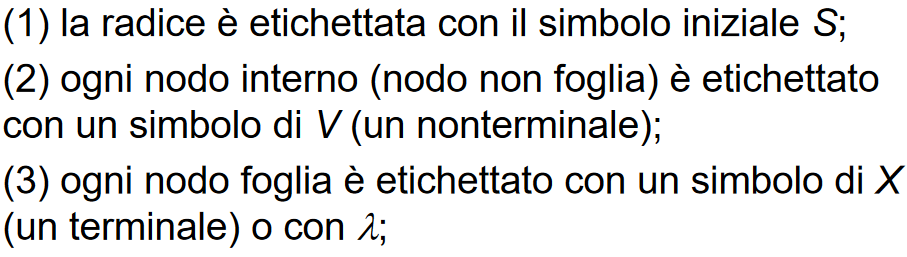 (1) la radice è etichettata con il simbolo iniziale S;
(2) ogni nodo interno (nodo non foglia) è etichettato
con un simbolo di V (un nonterminale);
(3) ogni nodo foglia è etichettato con un simbolo di X
(un terminale) o con λ;